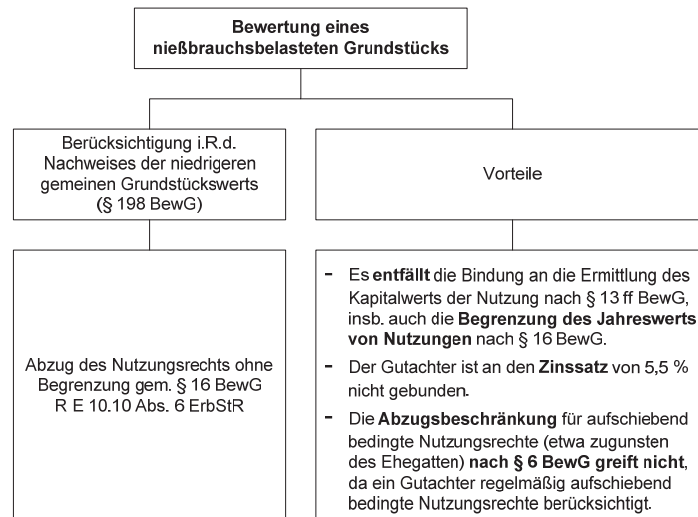 Bewertung eines
nießbrauchsbelasteten Grundstücks
Berücksichtigung i.R.d.
Nachweises der niedrigeren
gemeinen Grundstückswerts
(§ 198 BewG)
Vorteile
Abzug des Nutzungsrechts ohne
Begrenzung gem. § 16 BewG
R E 10.10 Abs. 6 ErbStR
- Es entfällt die Bindung an die Ermittlung des
Kapitalwerts der Nutzung nach § 13 ff BewG,
insb. auch die Begrenzung des Jahreswerts
von Nutzungen nach § 16 BewG.
- Der Gutachter ist an den Zinssatz von 5,5 %
nicht gebunden.
- Die Abzugsbeschränkung für aufschiebend
bedingte Nutzungsrechte (etwa zugunsten
des Ehegatten) nach § 6 BewG greift nicht,
da ein Gutachter regelmäßig aufschiebend
bedingte Nutzungsrechte berücksichtigt.